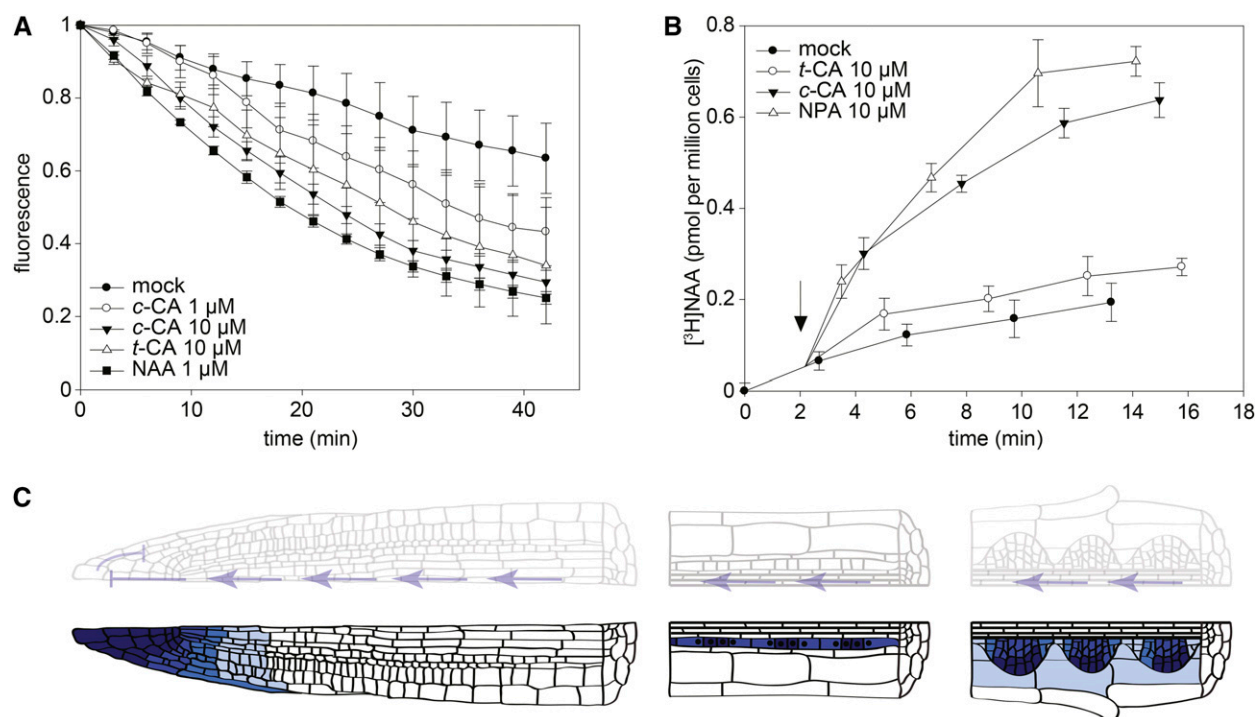 A
1
0.8
0.6
0.4
0.2
0
fluorescence
mock
c-CA 1 µM
c-CA 10 µM
t-CA 10 µM
NAA 1 µM
0 10 20 30 40
time (min)
B
0.8
0.6
0.4
0.2
0
[³H]NAA (pmol per million cells)
mock
t-CA 10 µM
c-CA 10 µM
NPA 10 µM
0 2 4 6 8 10 12 14 16 18
time (min)
C